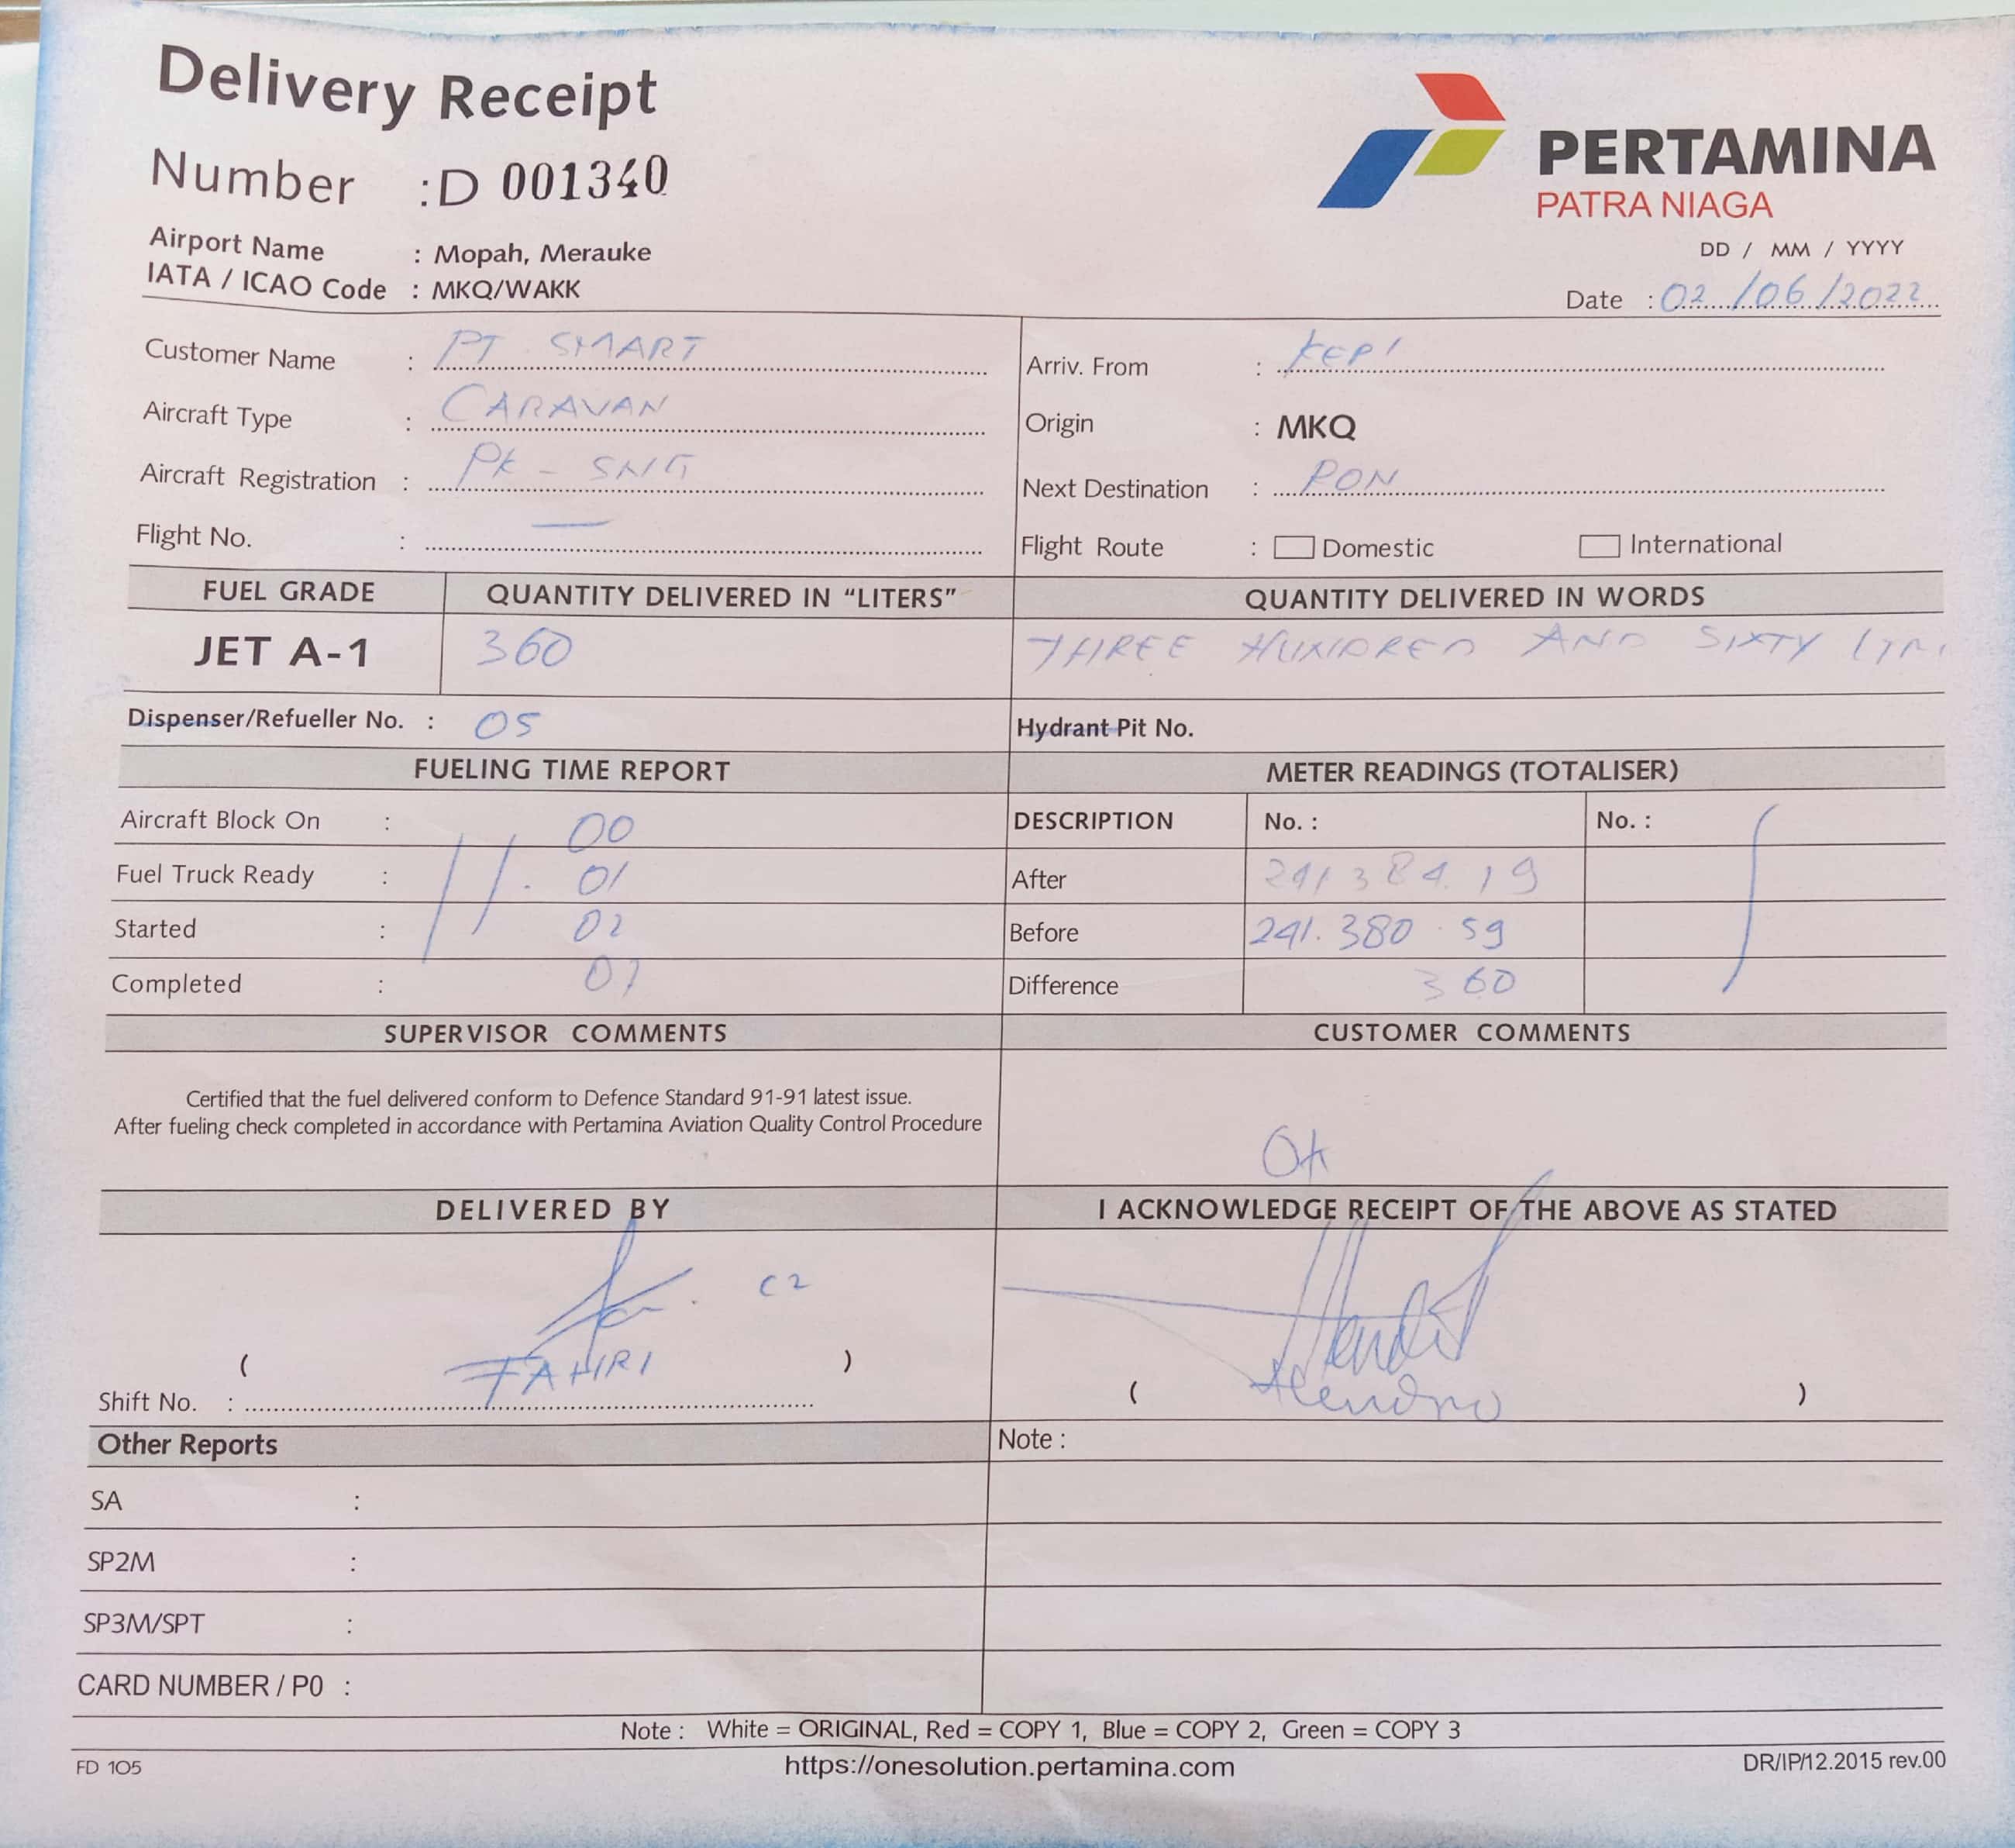 Delivery Receipt
Number : D 001340
PERTAMINA
PATRA NIAGA
Airport Name : Mopah, Merauke
IATA / ICAO Code : MKQ/WAKK
DD / MM / YYYY
Date : 02/06/2022
Customer Name : PT. SMART
Arriv. From : KEPI
Aircraft Type : CARAVAN
Origin : MKQ
Aircraft Registration : PK - SNG
Next Destination : RON
Flight No. : —
Flight Route : Domestic International
FUEL GRADE QUANTITY DELIVERED IN “LITERS” QUANTITY DELIVERED IN WORDS
JET A-1 360 THREE HUNDRED AND SIXTY
Dispenser/Refueller No. : 05 Hydrant Pit No.
FUELING TIME REPORT METER READINGS (TOTALISER)
Aircraft Block On : 00 DESCRIPTION No. : No. :
Fuel Truck Ready : 11. 01 After 241384.19
Started : 02 Before 241.380.59
Completed : 07 Difference 360
SUPERVISOR COMMENTS CUSTOMER COMMENTS
Certified that the fuel delivered conform to Defence Standard 91-91 latest issue.
After fueling check completed in accordance with Pertamina Aviation Quality Control Procedure
Ok
DELIVERED BY I ACKNOWLEDGE RECEIPT OF THE ABOVE AS STATED
( FAHRI )
( Hendro )
Shift No. :
Other Reports Note :
SA :
SP2M :
SP3M/SPT :
CARD NUMBER / P0 :
Note : White = ORIGINAL, Red = COPY 1, Blue = COPY 2, Green = COPY 3
FD 105 https://onesolution.pertamina.com DR/IP/12.2015 rev.00